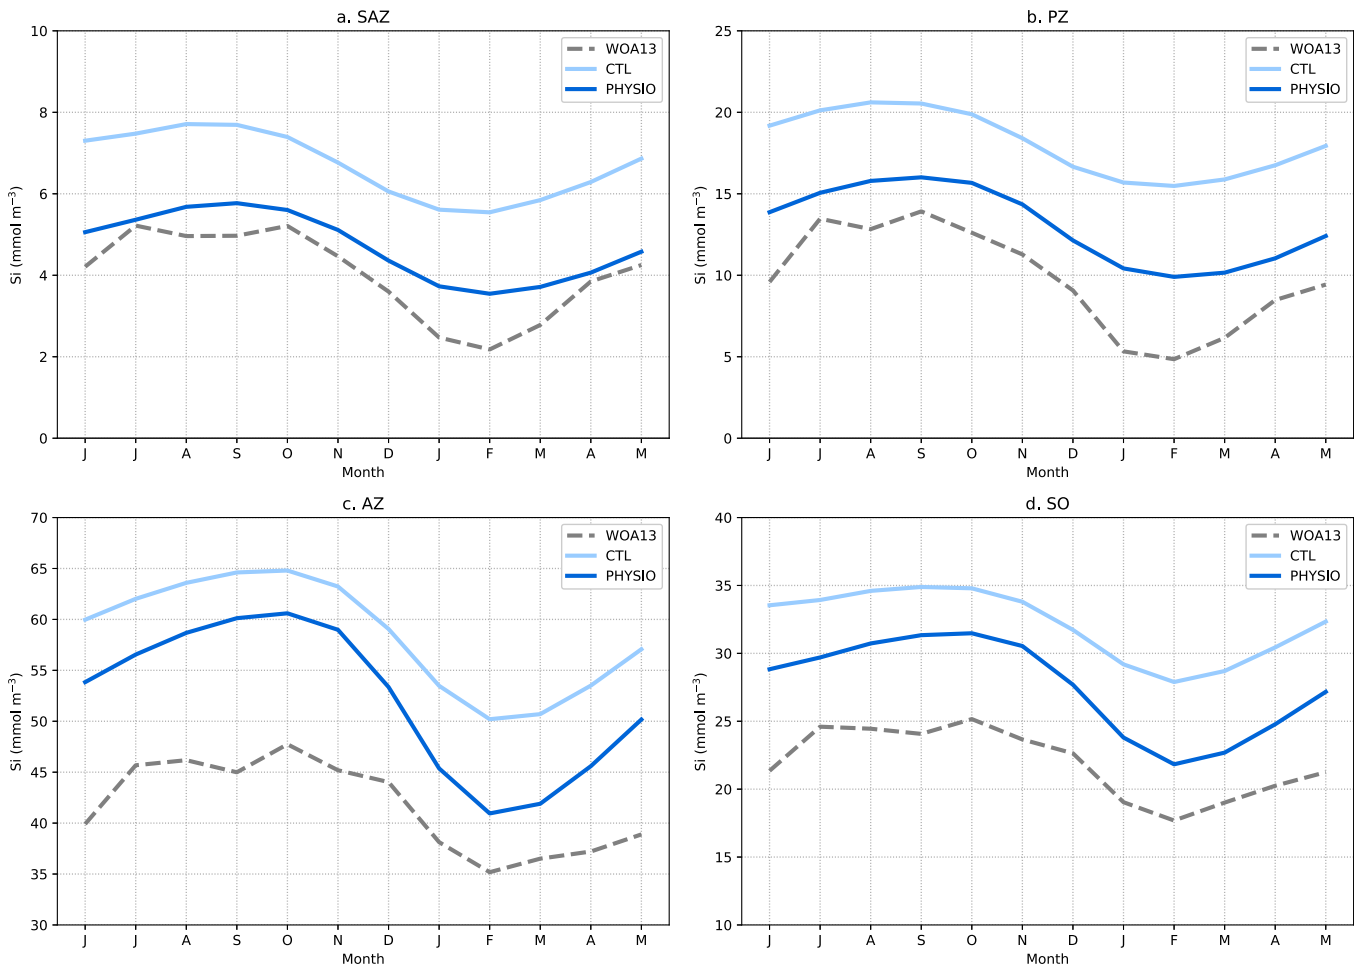 a. SAZ
10
8
6
4
2
0
Si (mmol m⁻³)
WOA13
CTL
PHYSIO
J J A S O N D J F M A M
Month
b. PZ
25
20
15
10
5
0
Si (mmol m⁻³)
WOA13
CTL
PHYSIO
J J A S O N D J F M A M
Month
c. AZ
70
65
60
55
50
45
40
35
30
Si (mmol m⁻³)
WOA13
CTL
PHYSIO
J J A S O N D J F M A M
Month
d. SO
40
35
30
25
20
15
10
Si (mmol m⁻³)
WOA13
CTL
PHYSIO
J J A S O N D J F M A M
Month